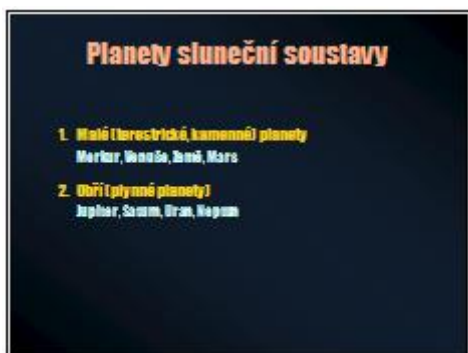 Planety sluneční soustavy
1. Malé (terestrické, kamenné) planety
Merkur, Venuše, Země, Mars
2. Obří (plynné planety)
Jupiter, Saturn, Uran, Neptun